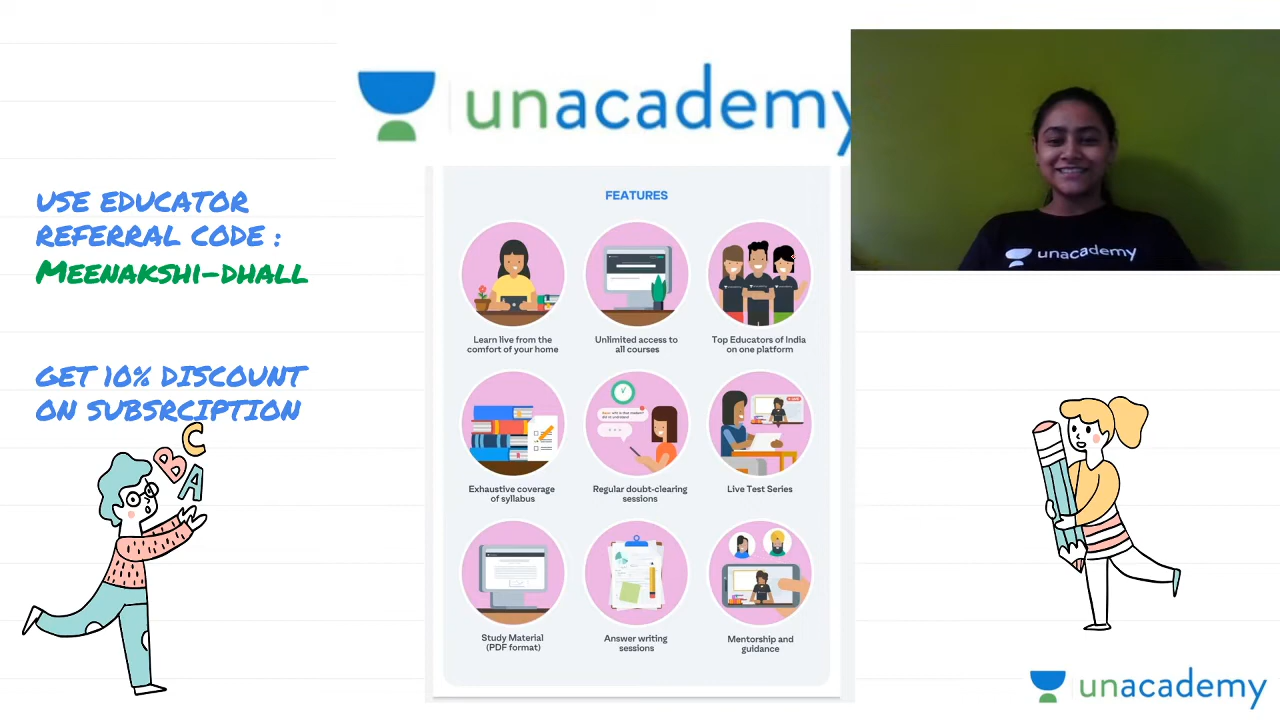 unacademy
USE EDUCATOR
REFERRAL CODE :
MEENAKSHI-DHALL
GET 10% DISCOUNT
ON SUBSRCIPTION
C
B
A
FEATURES
Learn live from the
comfort of your home
Unlimited access to
all courses
Top Educators of India
on one platform
Exhaustive coverage
of syllabus
Regular doubt-clearing
sessions
Live Test Series
Study Material
(PDF format)
Answer writing
sessions
Mentorship and
guidance
unacademy
unacademy